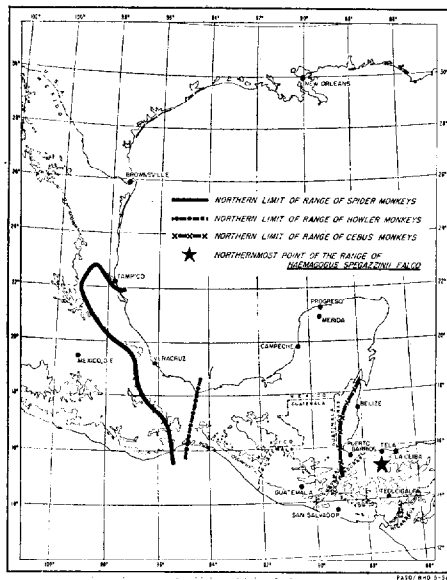 NEW ORLEANS
BROWNSVILLE
NORTHERN LIMIT OF RANGE OF SPIDER MONKEYS
NORTHERN LIMIT OF RANGE OF HOWLER MONKEYS
NORTHERN LIMIT OF RANGE OF CEBUS MONKEYS
NORTHERNMOST POINT OF THE RANGE OF
HAEMAGOGUS SPEGAZZINII FALCO
TAMPICO
PROGRESO
MERIDA
MEXICO, D.F.
VERACRUZ
CAMPECHE
BELIZE
PUERTO BARRIOS
TELA
LA CEIBA
GUATEMALA
TEGUCIGALPA
SAN SALVADOR